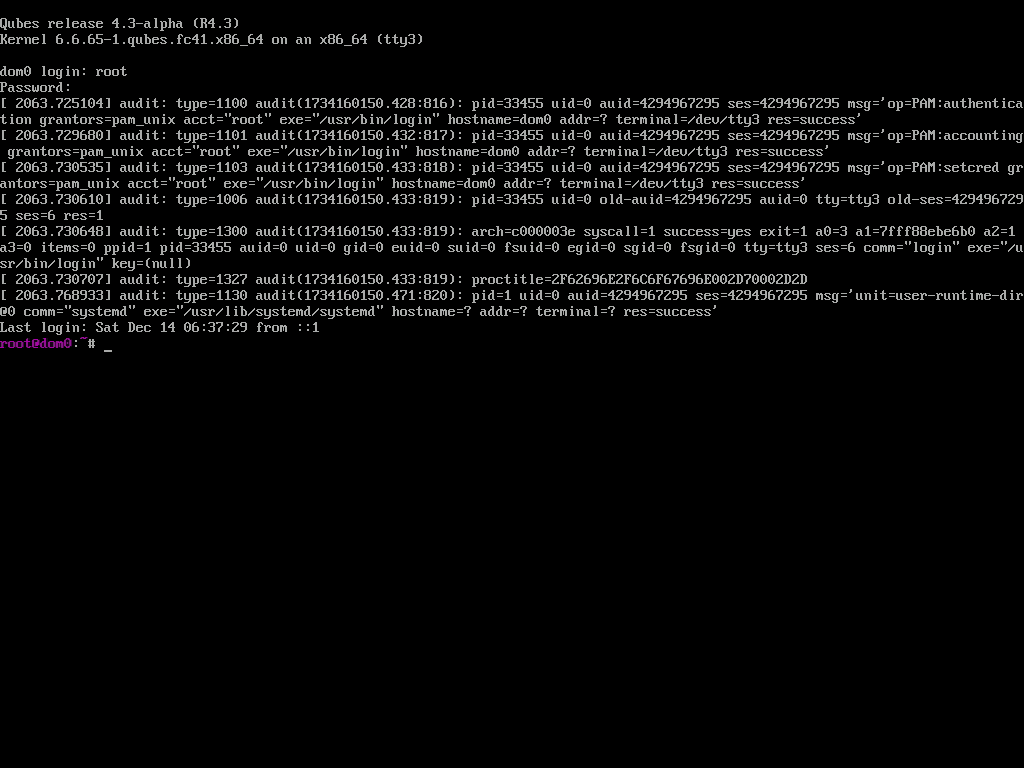 Qubes release 4.3-alpha (R4.3)
Kernel 6.6.65-1.qubes.fc41.x86_64 on an x86_64 (tty3)
dom0 login: root
Password:
[ 2063.725104] audit: type=1100 audit(1734160150.428:816): pid=33455 uid=0 auid=4294967295 ses=4294967295 msg='op=PAM:authentica
tion grantors=pam_unix acct="root" exe="/usr/bin/login" hostname=dom0 addr=? terminal=/dev/tty3 res=success'
[ 2063.729680] audit: type=1101 audit(1734160150.432:817): pid=33455 uid=0 auid=4294967295 ses=4294967295 msg='op=PAM:accounting
 grantors=pam_unix acct="root" exe="/usr/bin/login" hostname=dom0 addr=? terminal=/dev/tty3 res=success'
[ 2063.730535] audit: type=1103 audit(1734160150.433:818): pid=33455 uid=0 auid=4294967295 ses=4294967295 msg='op=PAM:setcred gr
antors=pam_unix acct="root" exe="/usr/bin/login" hostname=dom0 addr=? terminal=/dev/tty3 res=success'
[ 2063.730610] audit: type=1006 audit(1734160150.433:819): pid=33455 uid=0 old-auid=4294967295 auid=0 tty=tty3 old-ses=429496729
5 ses=6 res=1
[ 2063.730648] audit: type=1300 audit(1734160150.433:819): arch=c000003e syscall=1 success=yes exit=1 a0=3 a1=7fff88ebe6b0 a2=1
a3=0 items=0 ppid=1 pid=33455 auid=0 uid=0 gid=0 euid=0 suid=0 fsuid=0 egid=0 sgid=0 fsgid=0 tty=tty3 ses=6 comm="login" exe="/u
sr/bin/login" key=(null)
[ 2063.730707] audit: type=1327 audit(1734160150.433:819): proctitle=2F62696E2F6C6F67696E002D70002D2D
[ 2063.768933] audit: type=1130 audit(1734160150.471:820): pid=1 uid=0 auid=4294967295 ses=4294967295 msg='unit=user-runtime-dir
@0 comm="systemd" exe="/usr/lib/systemd/systemd" hostname=? addr=? terminal=? res=success'
Last login: Sat Dec 14 06:37:29 from ::1
root@dom0:~# _